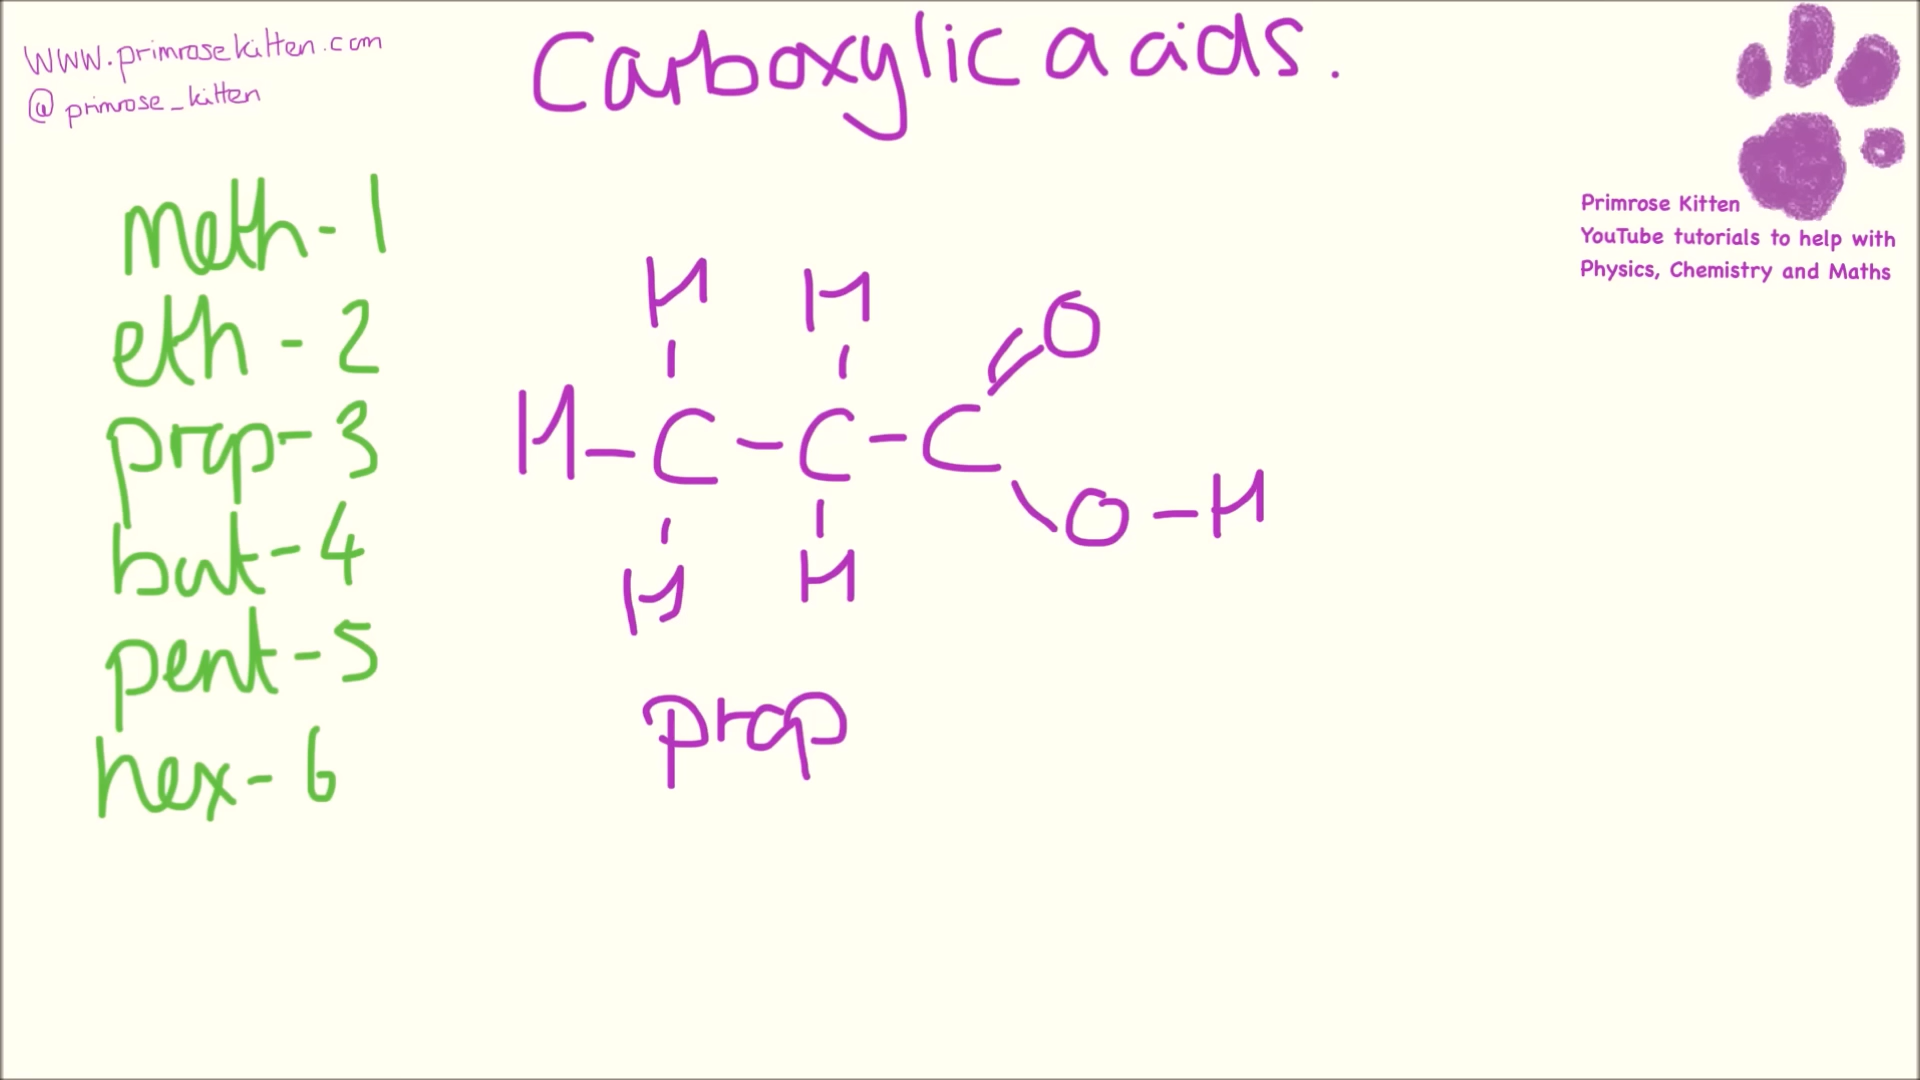 www.primrosekitten.com
@primrose_kitten
Carboxylic acids.
Primrose Kitten
YouTube tutorials to help with
Physics, Chemistry and Maths
meth-1
eth-2
prop-3
but-4
pent-5
hex-6
H H O
H-C-C-C
O-H
H H
prop